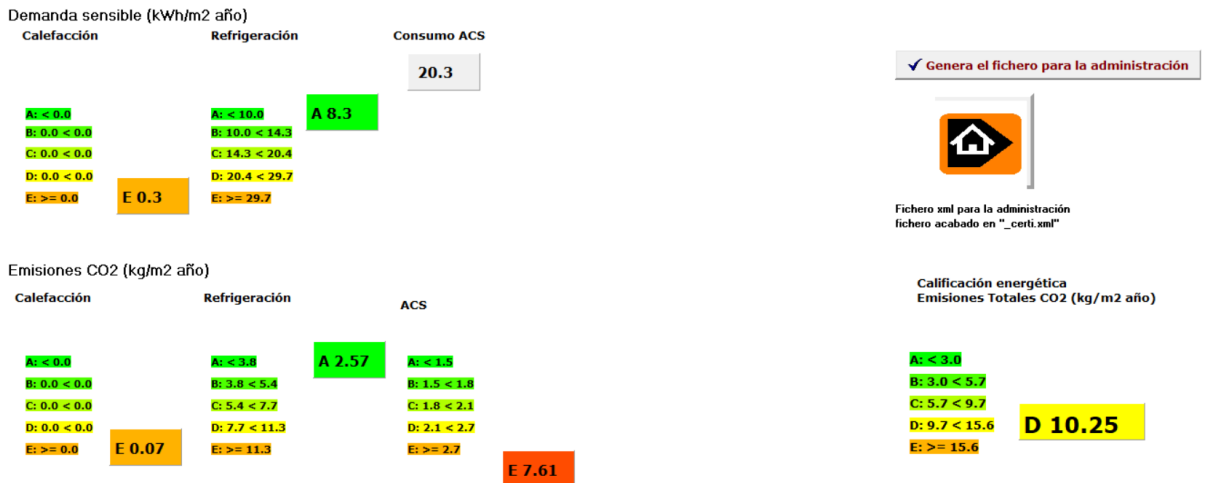 Demanda sensible (kWh/m2 año)
Calefacción
Refrigeración
Consumo ACS
20.3
A: < 0.0
B: 0.0 < 0.0
C: 0.0 < 0.0
D: 0.0 < 0.0
E: >= 0.0
E 0.3
A: < 10.0
B: 10.0 < 14.3
C: 14.3 < 20.4
D: 20.4 < 29.7
E: >= 29.7
A 8.3
Genera el fichero para la administración
Fichero xml para la administración
fichero acabado en "_certi.xml"
Emisiones CO2 (kg/m2 año)
Calefacción
Refrigeración
ACS
A: < 0.0
B: 0.0 < 0.0
C: 0.0 < 0.0
D: 0.0 < 0.0
E: >= 0.0
E 0.07
A: < 3.8
B: 3.8 < 5.4
C: 5.4 < 7.7
D: 7.7 < 11.3
E: >= 11.3
A 2.57
A: < 1.5
B: 1.5 < 1.8
C: 1.8 < 2.1
D: 2.1 < 2.7
E: >= 2.7
E 7.61
Calificación energética
Emisiones Totales CO2 (kg/m2 año)
A: < 3.0
B: 3.0 < 5.7
C: 5.7 < 9.7
D: 9.7 < 15.6
E: >= 15.6
D 10.25